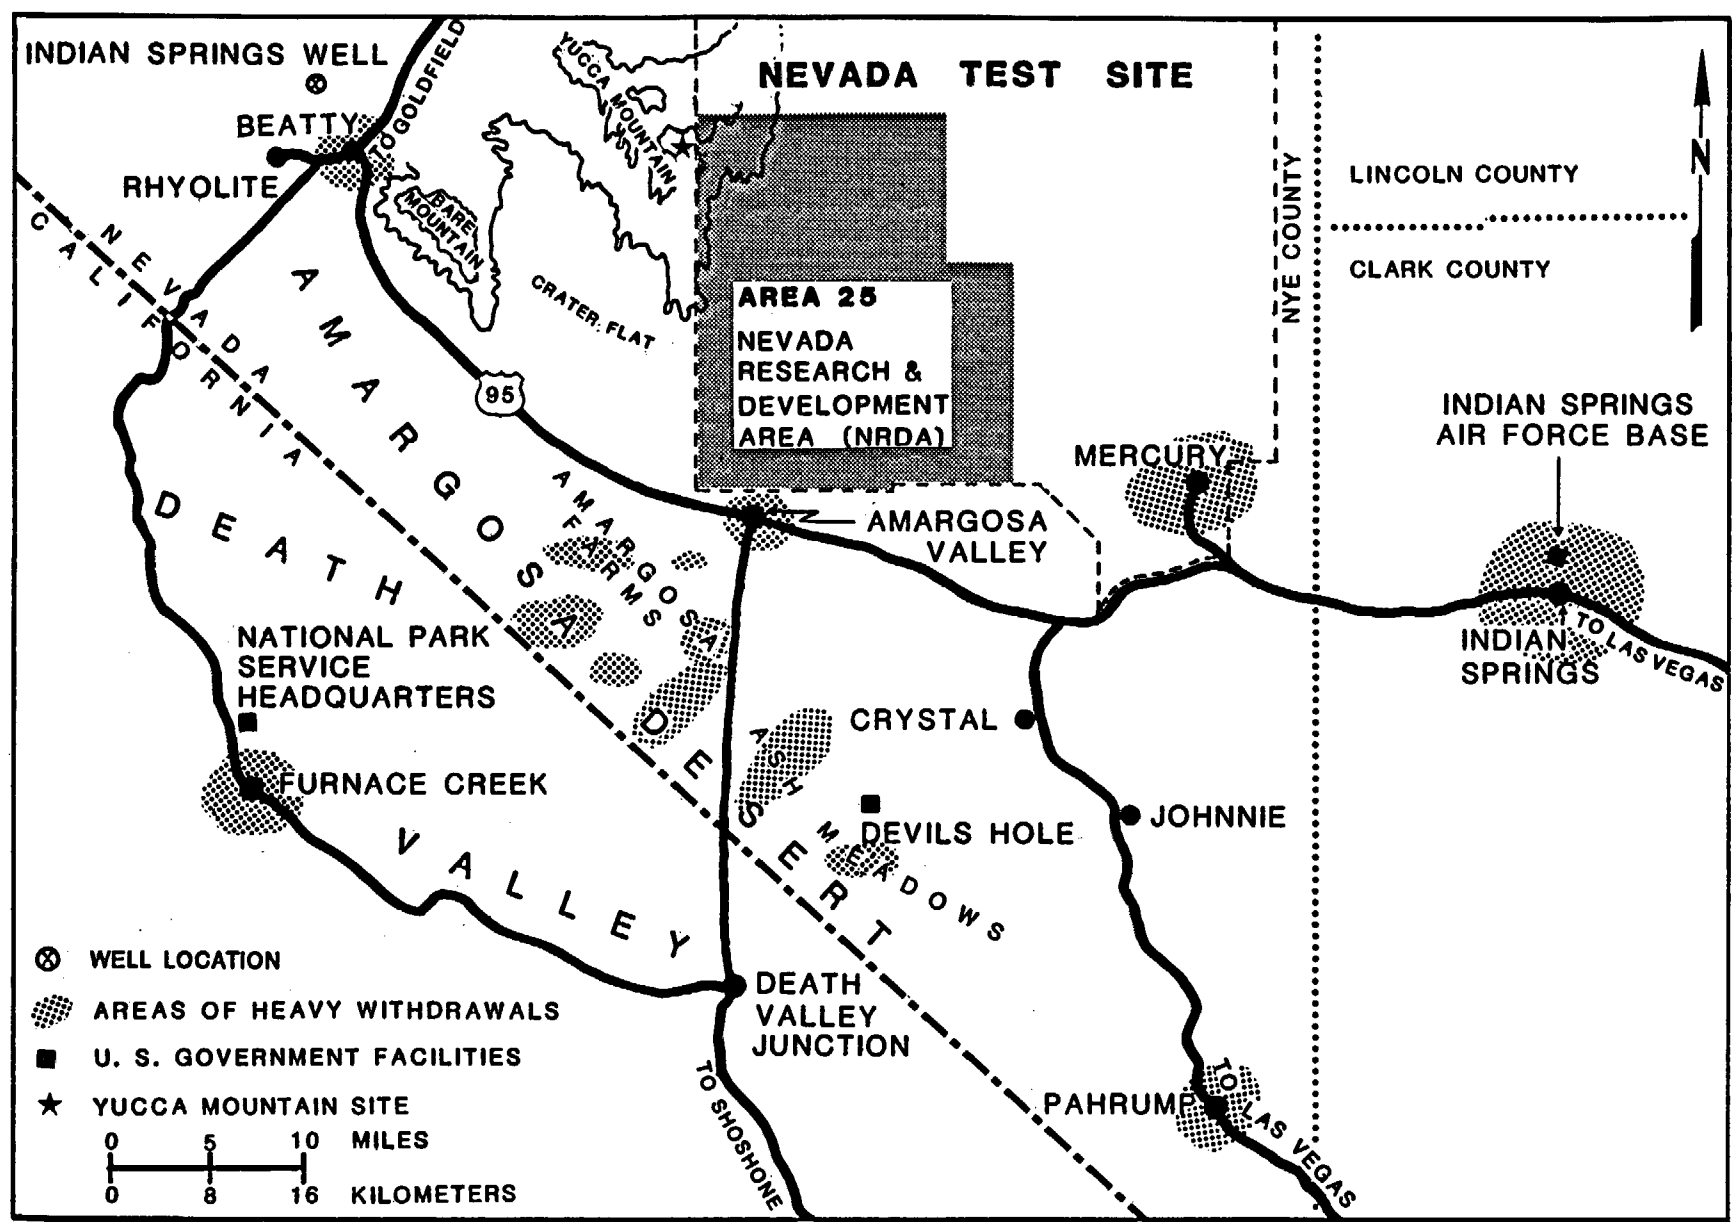 INDIAN SPRINGS WELL
TO GOLDFIELD
YUCCA MOUNTAIN
NEVADA TEST SITE
BEATTY
RHYOLITE
BARE
MOUNTAIN
CRATER FLAT
NYE COUNTY
LINCOLN COUNTY
CLARK COUNTY
N
NEVADA
CALIFORNIA
AREA 25
NEVADA
RESEARCH &
DEVELOPMENT
AREA (NRDA)
95
AMARGOSA DESERT
AMARGOSA
FARMS
AMARGOSA
VALLEY
MERCURY
INDIAN SPRINGS
AIR FORCE BASE
INDIAN
SPRINGS
TO LAS VEGAS
DEATH VALLEY
NATIONAL PARK
SERVICE
HEADQUARTERS
FURNACE CREEK
CRYSTAL
ASH MEADOWS
DEVILS HOLE
JOHNNIE
DEATH
VALLEY
JUNCTION
TO SHOSHONE
PAHRUMP
TO LAS VEGAS
WELL LOCATION
AREAS OF HEAVY WITHDRAWALS
U. S. GOVERNMENT FACILITIES
YUCCA MOUNTAIN SITE
0 5 10 MILES
0 8 16 KILOMETERS